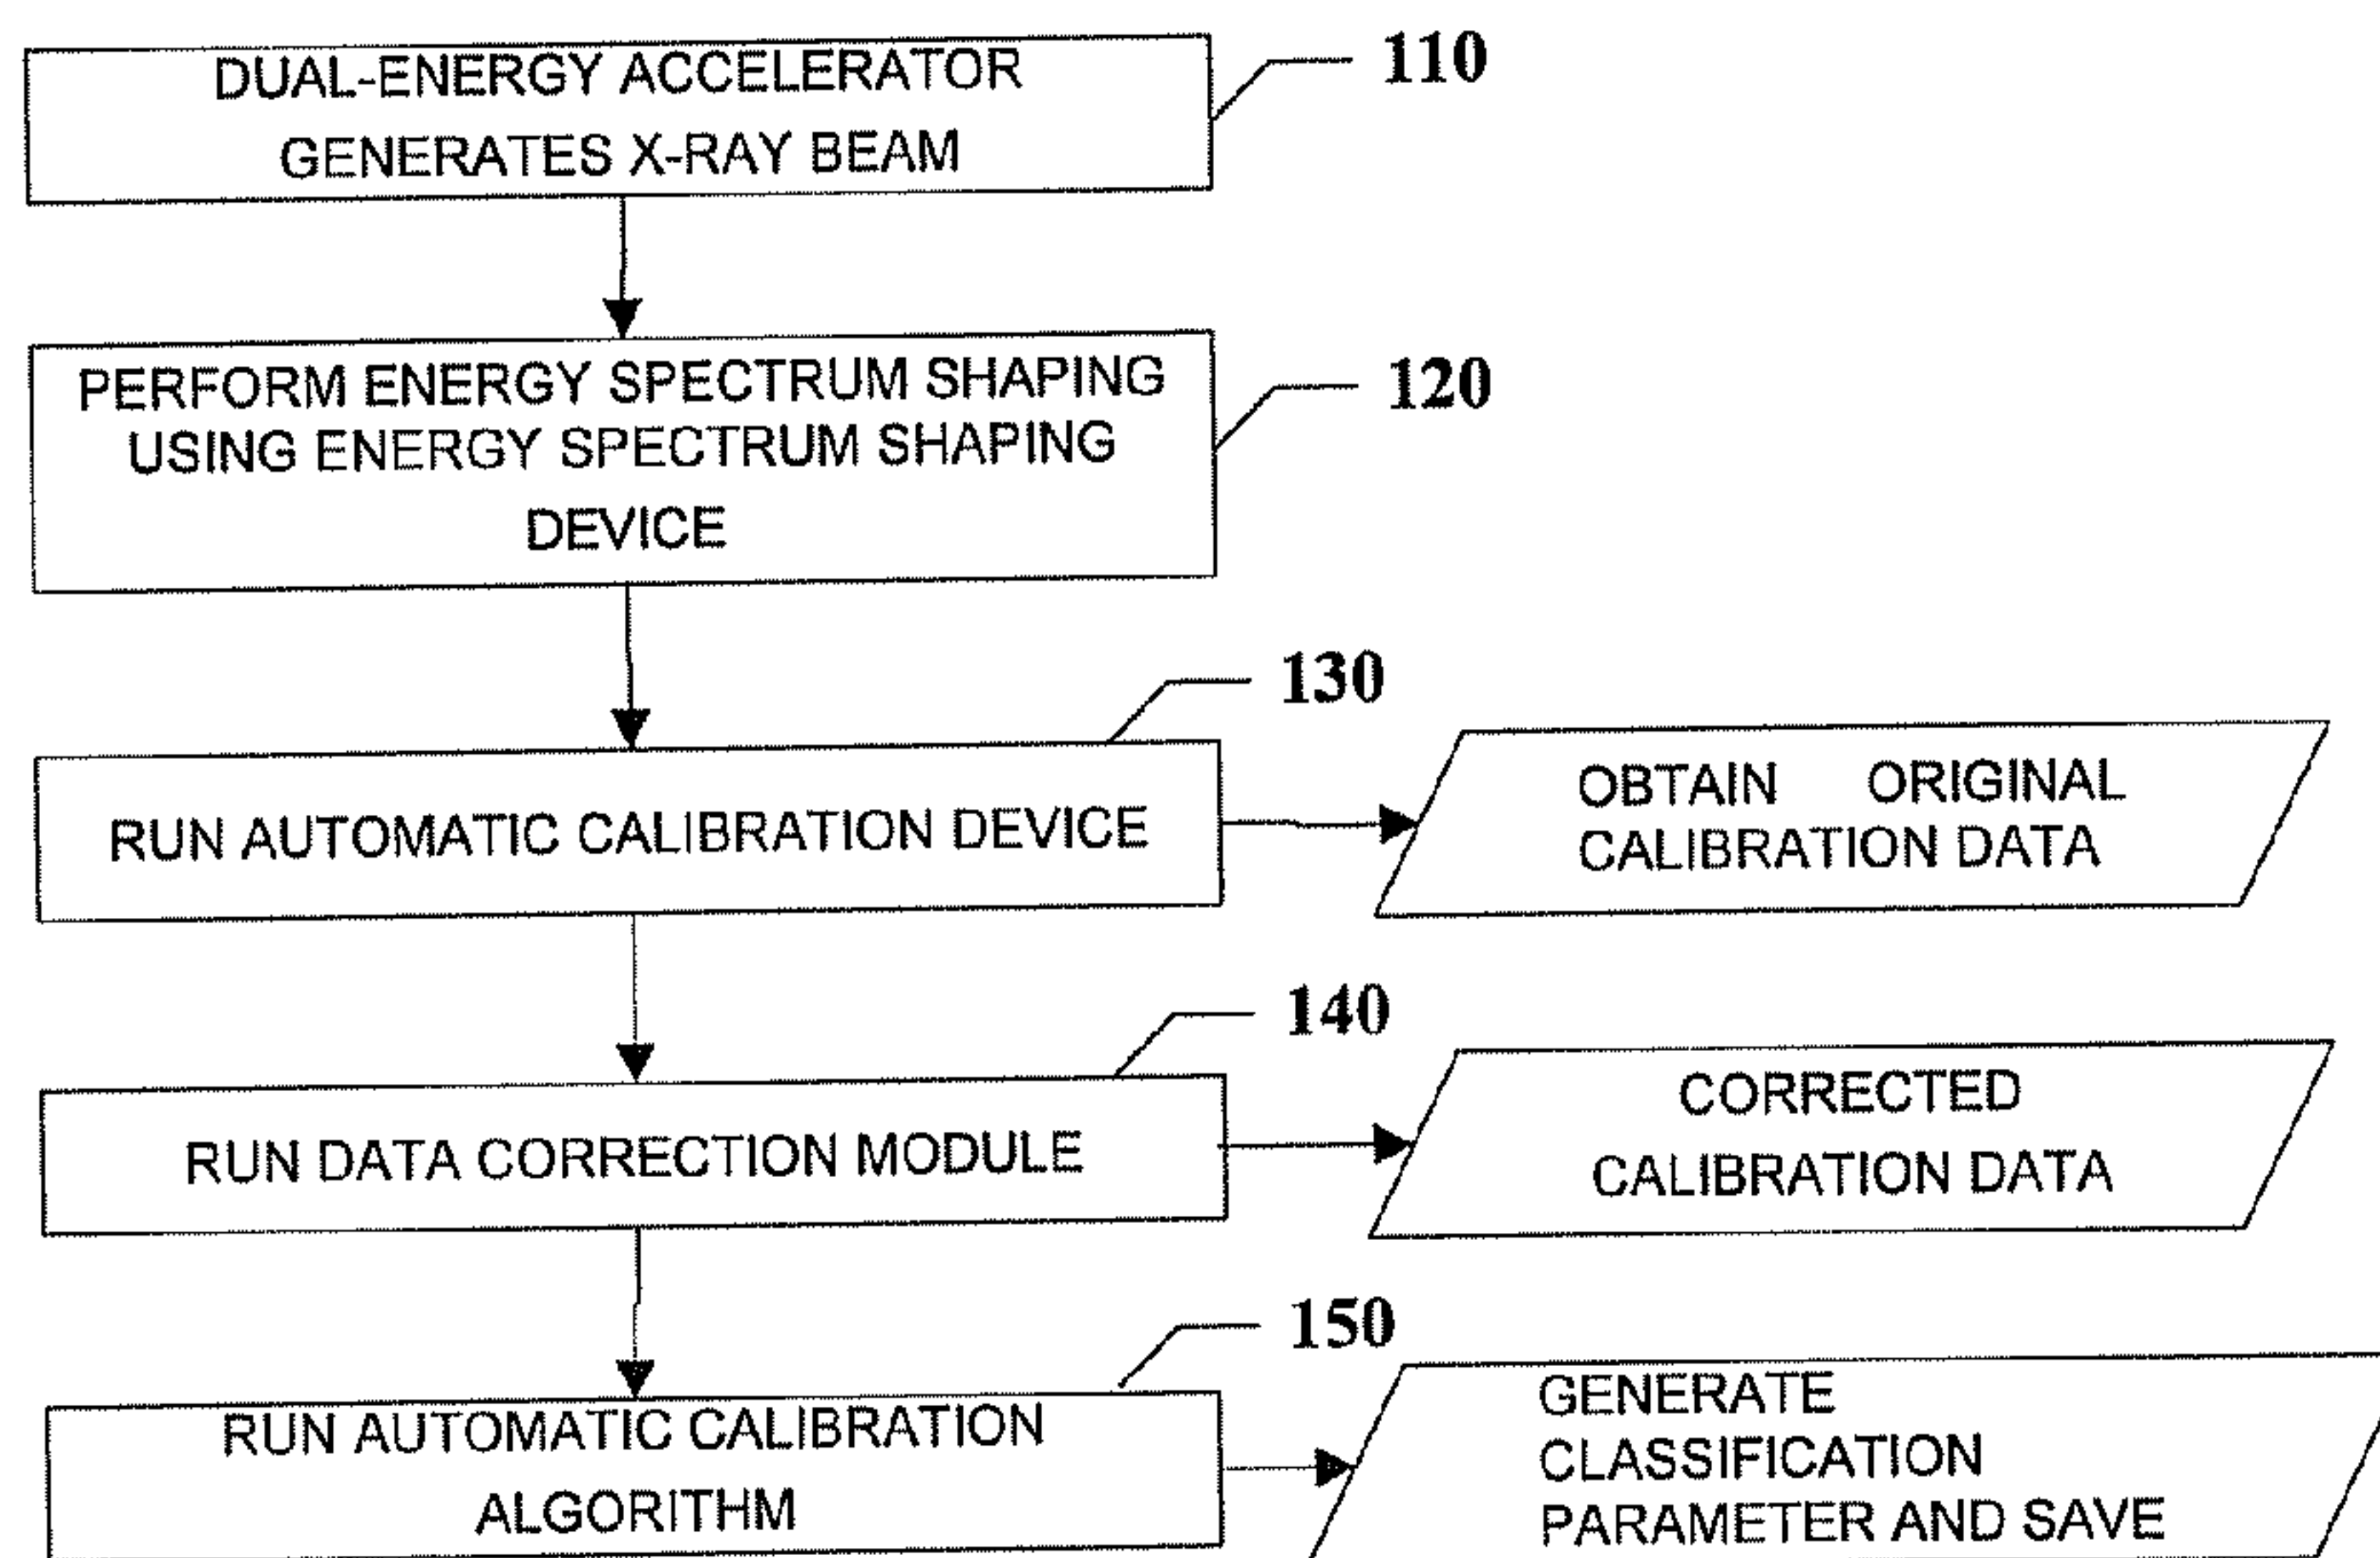 DUAL-ENERGY ACCELERATOR
GENERATES X-RAY BEAM
110
PERFORM ENERGY SPECTRUM SHAPING
USING ENERGY SPECTRUM SHAPING
DEVICE
120
130
RUN AUTOMATIC CALIBRATION DEVICE
OBTAIN ORIGINAL
CALIBRATION DATA
140
RUN DATA CORRECTION MODULE
CORRECTED
CALIBRATION DATA
150
RUN AUTOMATIC CALIBRATION
ALGORITHM
GENERATE
CLASSIFICATION
PARAMETER AND SAVE